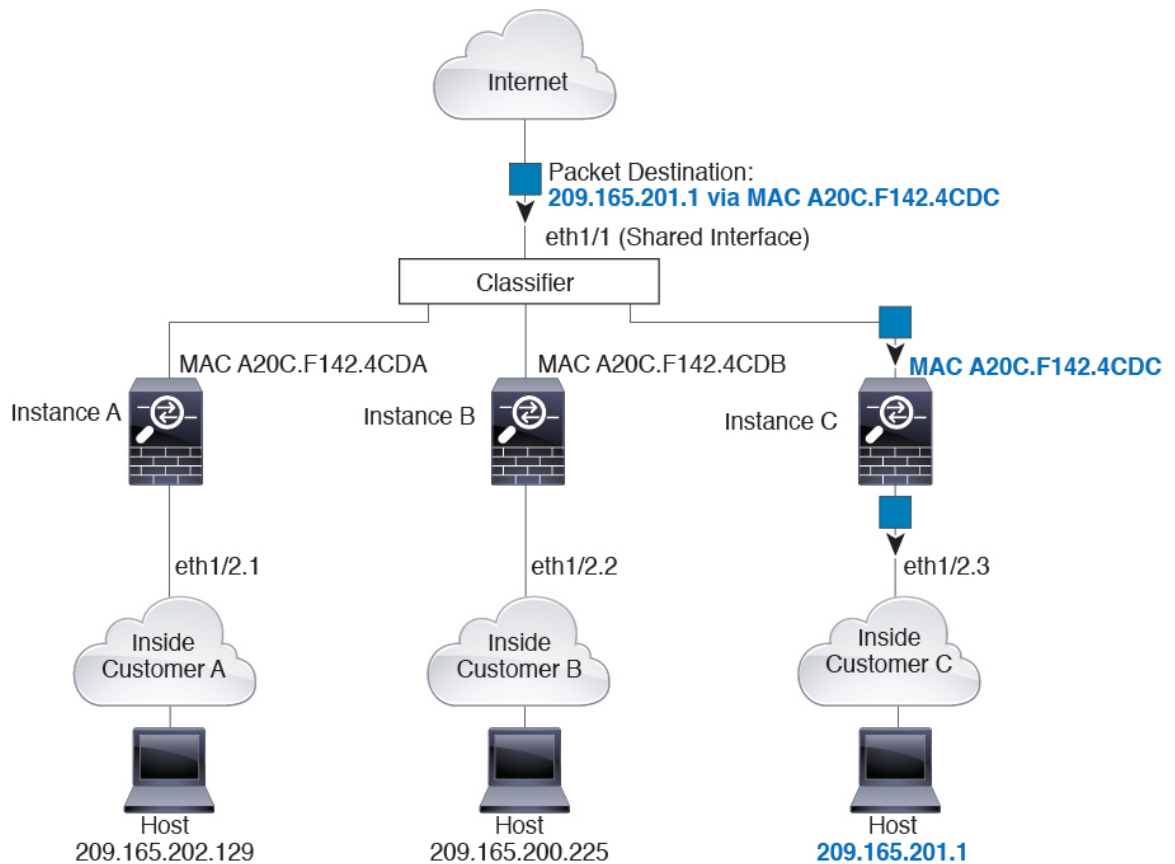 Internet
Packet Destination:
209.165.201.1 via MAC A20C.F142.4CDC
eth1/1 (Shared Interface)
Classifier
MAC A20C.F142.4CDA
MAC A20C.F142.4CDB
MAC A20C.F142.4CDC
Instance A
Instance B
Instance C
eth1/2.1
eth1/2.2
eth1/2.3
Inside
Customer A
Inside
Customer B
Inside
Customer C
Host
209.165.202.129
Host
209.165.200.225
Host
209.165.201.1